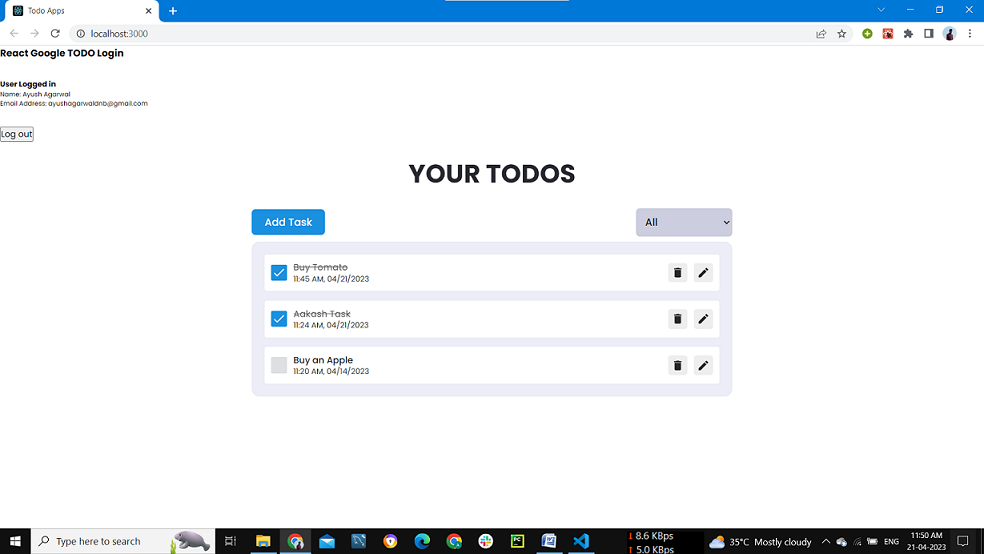 Todo Apps
localhost:3000
React Google TODO Login
User Logged in
Name: Ayush Agarwal
Email Address: ayushagarwaldnb@gmail.com
Log out
YOUR TODOS
Add Task
All
Buy Tomato
11:45 AM, 04/21/2023
Aakash Task
11:24 AM, 04/21/2023
Buy an Apple
11:20 AM, 04/14/2023
Type here to search
PC
8.6 KBps
5.0 KBps
35°C Mostly cloudy
ENG
11:50 AM
21-04-2023